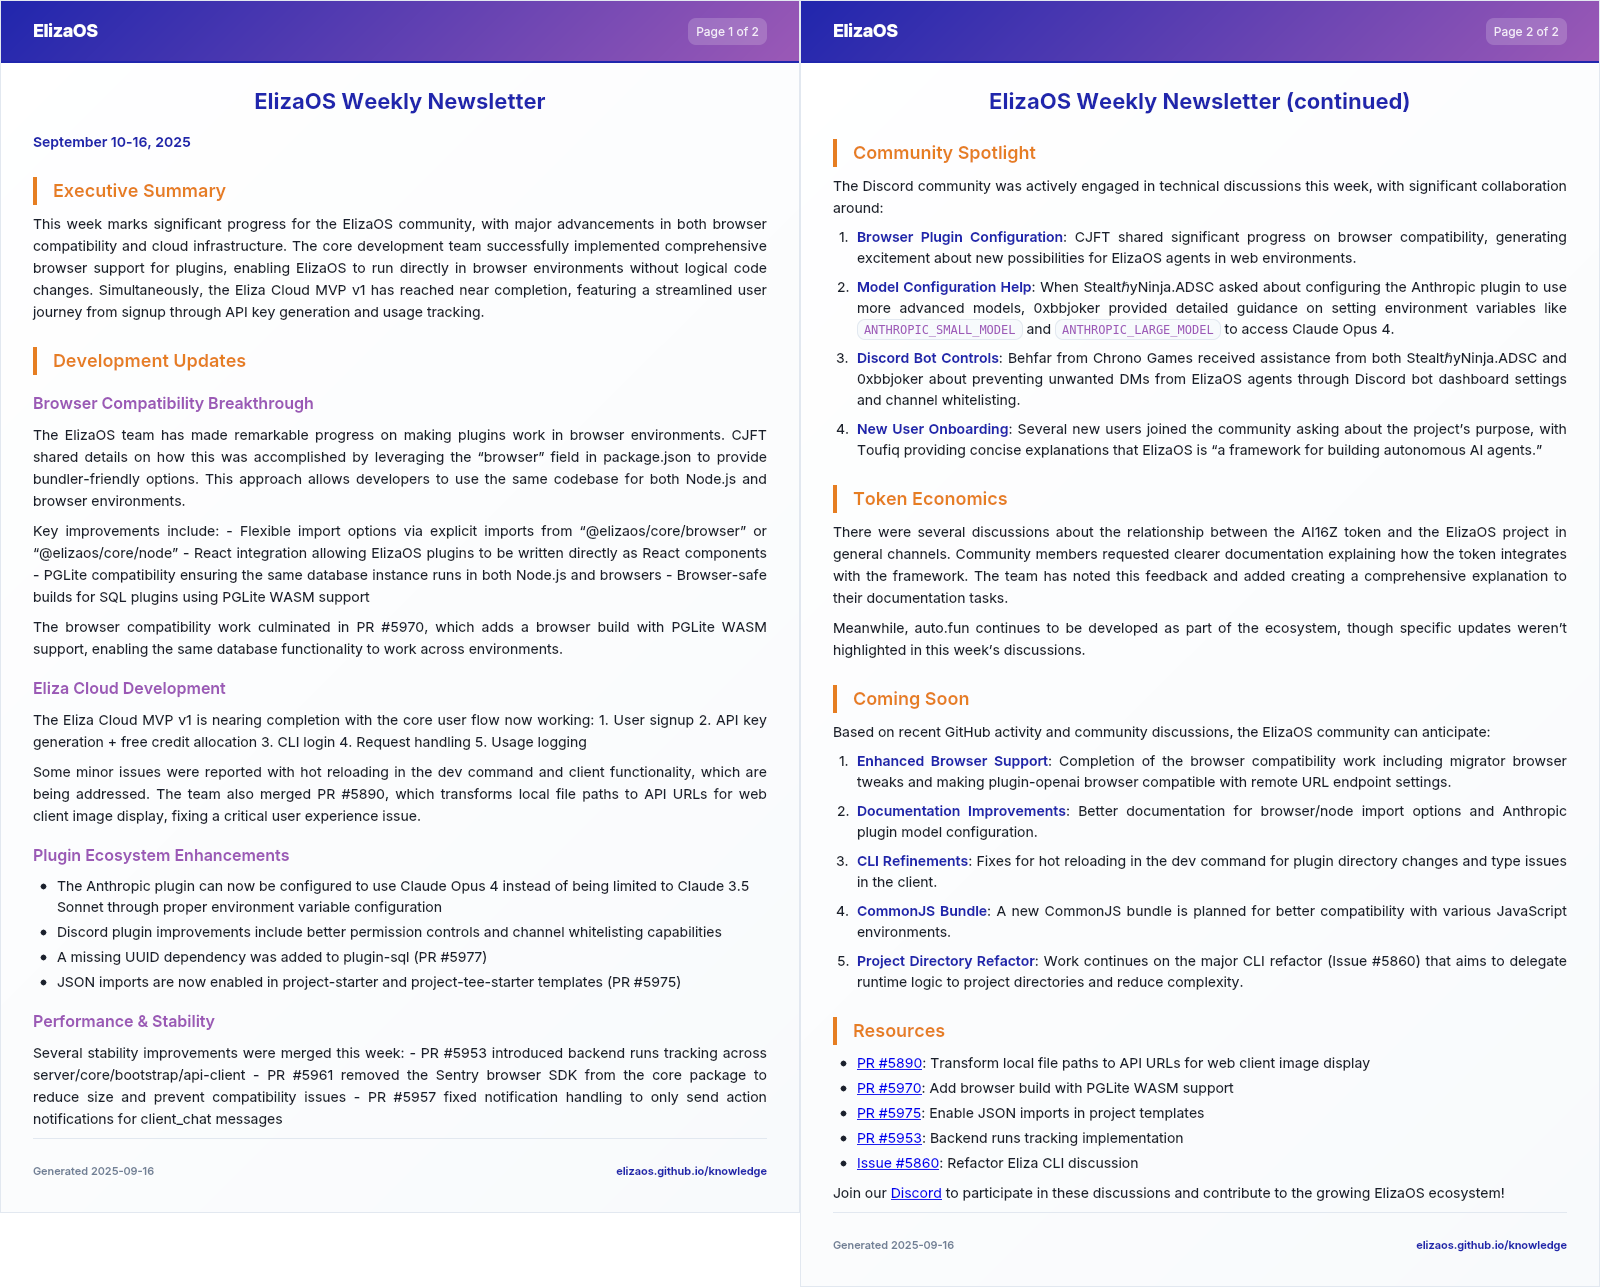 ElizaOS
Page 1 of 2
ElizaOS Weekly Newsletter
September 10-16, 2025
Executive Summary
This week marks significant progress for the ElizaOS community, with major advancements in both browser
compatibility and cloud infrastructure. The core development team successfully implemented comprehensive
browser support for plugins, enabling ElizaOS to run directly in browser environments without logical code
changes. Simultaneously, the Eliza Cloud MVP v1 has reached near completion, featuring a streamlined user
journey from signup through API key generation and usage tracking.
Development Updates
Browser Compatibility Breakthrough
The ElizaOS team has made remarkable progress on making plugins work in browser environments. CJFT
shared details on how this was accomplished by leveraging the “browser” field in package.json to provide
bundler-friendly options. This approach allows developers to use the same codebase for both Node.js and
browser environments.
Key improvements include: - Flexible import options via explicit imports from “@elizaos/core/browser” or
“@elizaos/core/node” - React integration allowing ElizaOS plugins to be written directly as React components
- PGLite compatibility ensuring the same database instance runs in both Node.js and browsers - Browser-safe
builds for SQL plugins using PGLite WASM support
The browser compatibility work culminated in PR #5970, which adds a browser build with PGLite WASM
support, enabling the same database functionality to work across environments.
Eliza Cloud Development
The Eliza Cloud MVP v1 is nearing completion with the core user flow now working: 1. User signup 2. API key
generation + free credit allocation 3. CLI login 4. Request handling 5. Usage logging
Some minor issues were reported with hot reloading in the dev command and client functionality, which are
being addressed. The team also merged PR #5890, which transforms local file paths to API URLs for web
client image display, fixing a critical user experience issue.
Plugin Ecosystem Enhancements
• The Anthropic plugin can now be configured to use Claude Opus 4 instead of being limited to Claude 3.5
Sonnet through proper environment variable configuration
• Discord plugin improvements include better permission controls and channel whitelisting capabilities
• A missing UUID dependency was added to plugin-sql (PR #5977)
• JSON imports are now enabled in project-starter and project-tee-starter templates (PR #5975)
Performance & Stability
Several stability improvements were merged this week: - PR #5953 introduced backend runs tracking across
server/core/bootstrap/api-client - PR #5961 removed the Sentry browser SDK from the core package to
reduce size and prevent compatibility issues - PR #5957 fixed notification handling to only send action
notifications for client_chat messages
Generated 2025-09-16
elizaos.github.io/knowledge
ElizaOS
Page 2 of 2
ElizaOS Weekly Newsletter (continued)
Community Spotlight
The Discord community was actively engaged in technical discussions this week, with significant collaboration
around:
1. Browser Plugin Configuration: CJFT shared significant progress on browser compatibility, generating
excitement about new possibilities for ElizaOS agents in web environments.
2. Model Configuration Help: When StealtℏyNinja.ADSC asked about configuring the Anthropic plugin to use
more advanced models, 0xbbjoker provided detailed guidance on setting environment variables like
ANTHROPIC_SMALL_MODEL and ANTHROPIC_LARGE_MODEL to access Claude Opus 4.
3. Discord Bot Controls: Behfar from Chrono Games received assistance from both StealtℏyNinja.ADSC and
0xbbjoker about preventing unwanted DMs from ElizaOS agents through Discord bot dashboard settings
and channel whitelisting.
4. New User Onboarding: Several new users joined the community asking about the project’s purpose, with
Toufiq providing concise explanations that ElizaOS is “a framework for building autonomous AI agents.”
Token Economics
There were several discussions about the relationship between the AI16Z token and the ElizaOS project in
general channels. Community members requested clearer documentation explaining how the token integrates
with the framework. The team has noted this feedback and added creating a comprehensive explanation to
their documentation tasks.
Meanwhile, auto.fun continues to be developed as part of the ecosystem, though specific updates weren’t
highlighted in this week’s discussions.
Coming Soon
Based on recent GitHub activity and community discussions, the ElizaOS community can anticipate:
1. Enhanced Browser Support: Completion of the browser compatibility work including migrator browser
tweaks and making plugin-openai browser compatible with remote URL endpoint settings.
2. Documentation Improvements: Better documentation for browser/node import options and Anthropic
plugin model configuration.
3. CLI Refinements: Fixes for hot reloading in the dev command for plugin directory changes and type issues
in the client.
4. CommonJS Bundle: A new CommonJS bundle is planned for better compatibility with various JavaScript
environments.
5. Project Directory Refactor: Work continues on the major CLI refactor (Issue #5860) that aims to delegate
runtime logic to project directories and reduce complexity.
Resources
• PR #5890: Transform local file paths to API URLs for web client image display
• PR #5970: Add browser build with PGLite WASM support
• PR #5975: Enable JSON imports in project templates
• PR #5953: Backend runs tracking implementation
• Issue #5860: Refactor Eliza CLI discussion
Join our Discord to participate in these discussions and contribute to the growing ElizaOS ecosystem!
Generated 2025-09-16
elizaos.github.io/knowledge